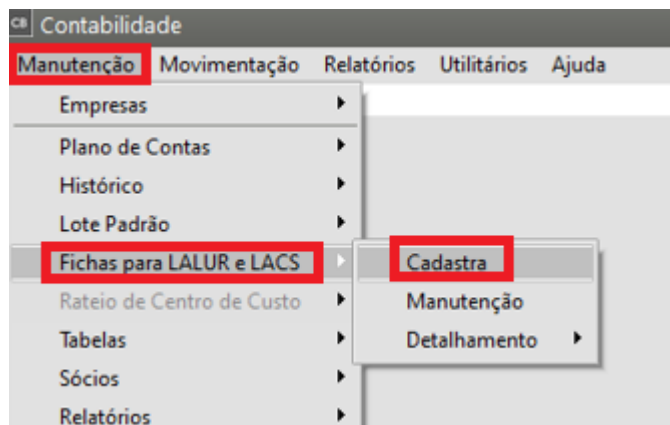 CB Contabilidade
Manutenção Movimentação Relatórios Utilitários Ajuda
Empresas
Plano de Contas
Histórico
Lote Padrão
Fichas para LALUR e LACS
Cadastra
Rateio de Centro de Custo
Manutenção
Tabelas
Detalhamento
Sócios
Relatórios